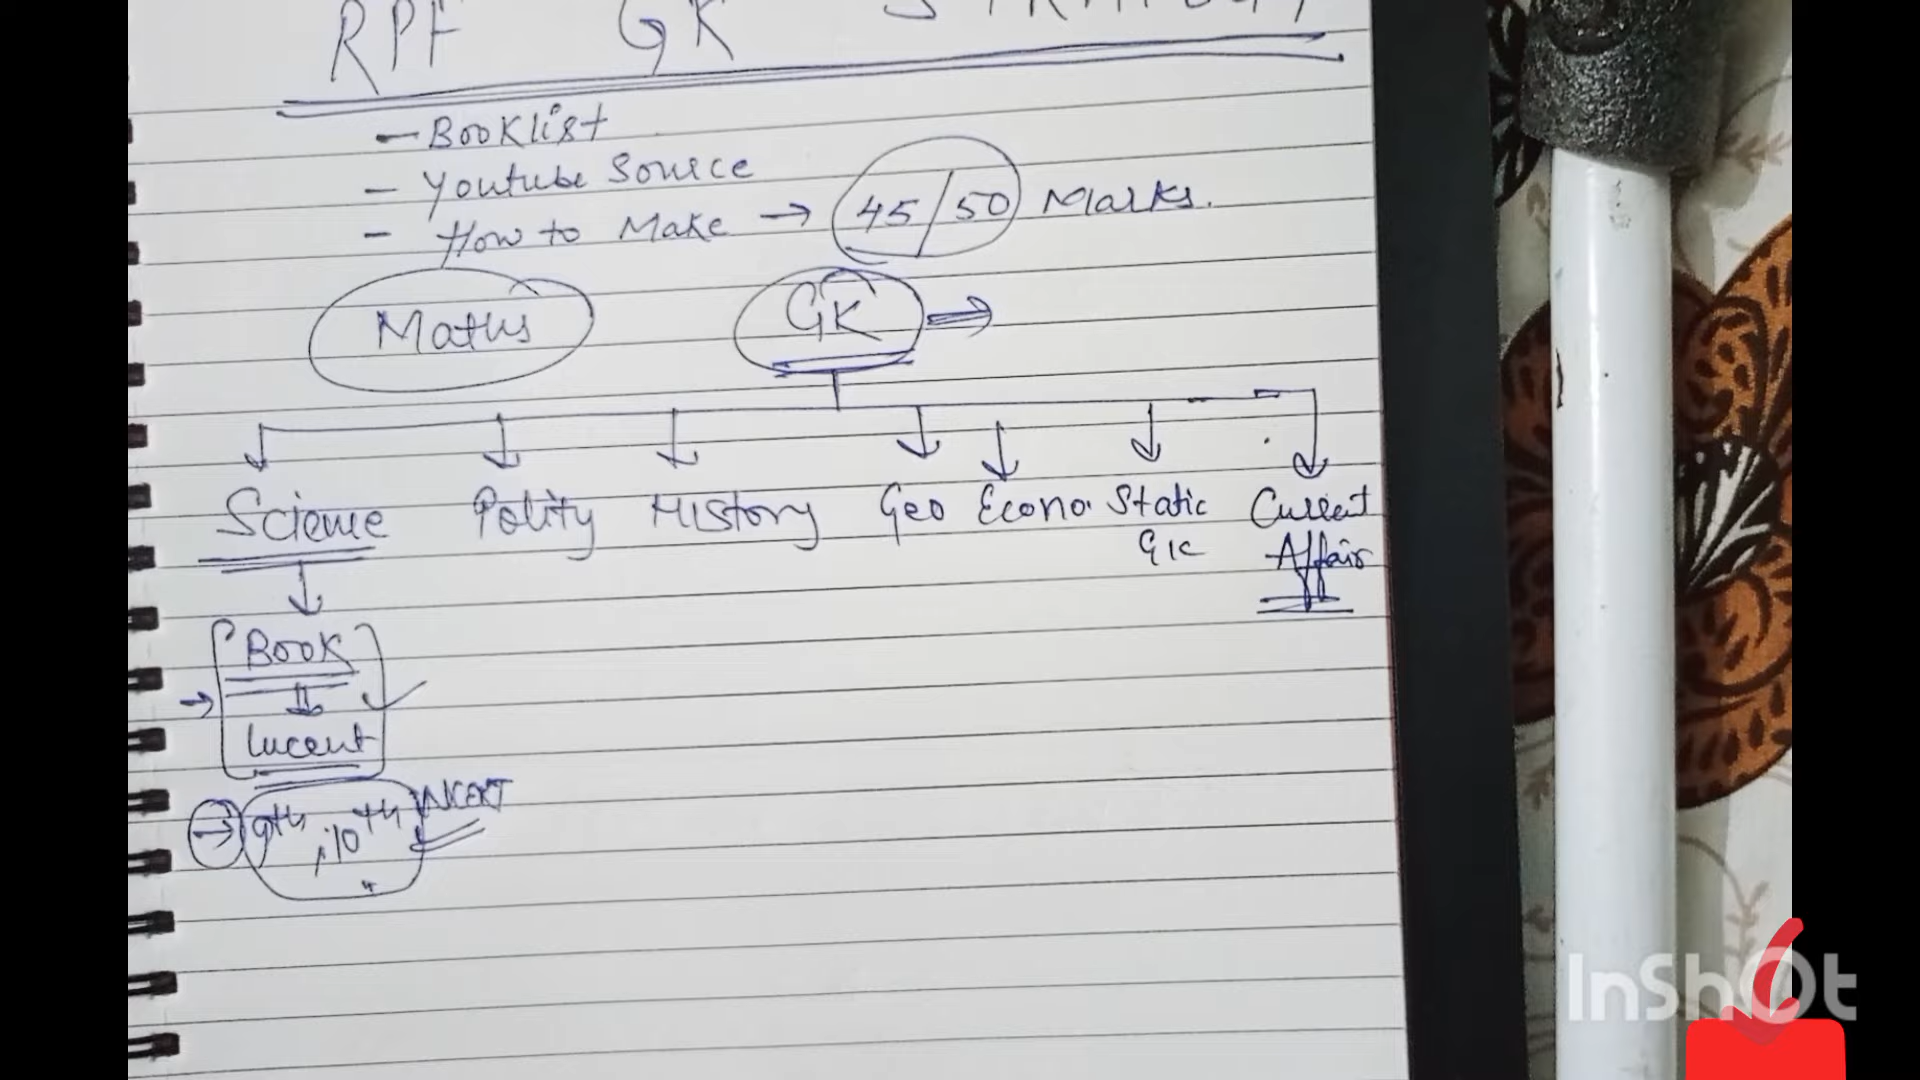 RPF GK STRATEGY
- Booklist
- Youtube Source
- How to Make → 45/50 Marks.
Maths GK →
Science Polity History Geo Econo. Static GK Current Affair
Book
Lucent
→ 9th, 10th NCERT
InShot